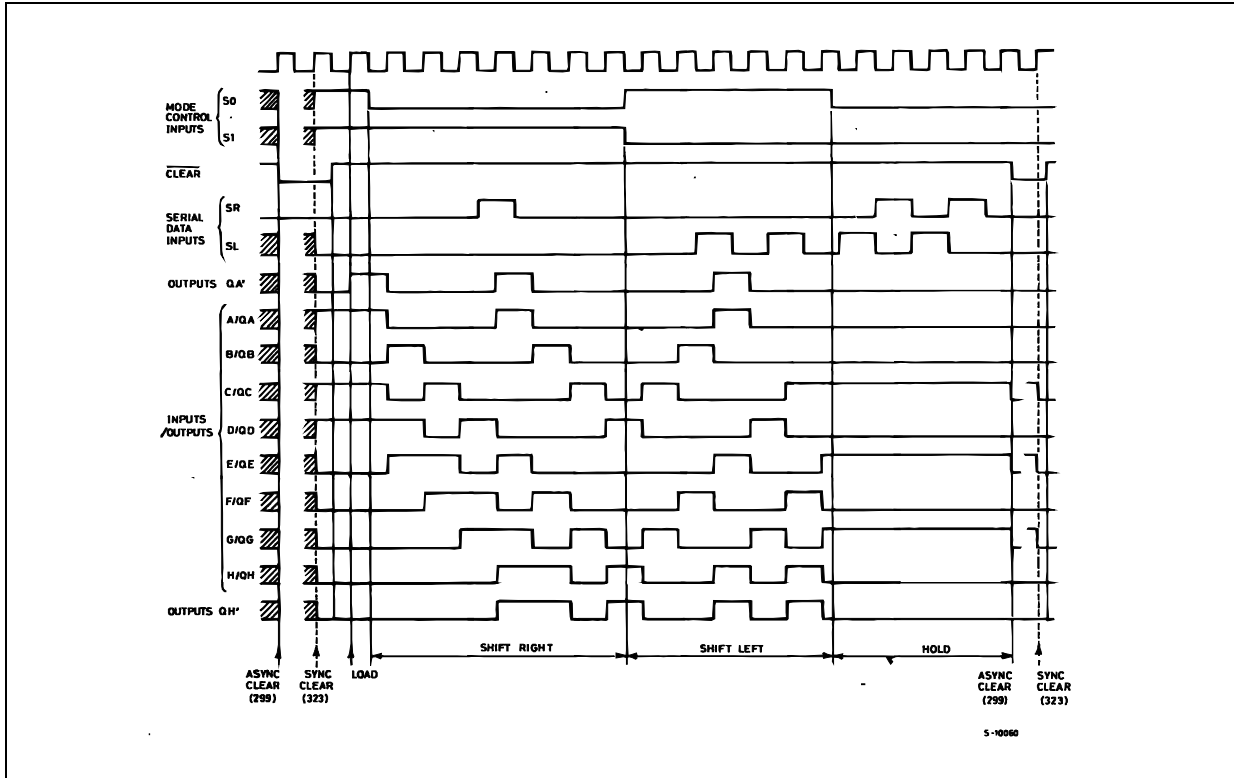 MODE
CONTROL
INPUTS
S0
S1
CLEAR
SERIAL
DATA
INPUTS
SR
SL
OUTPUTS QA'
INPUTS
/OUTPUTS
A/QA
B/QB
C/QC
D/QD
E/QE
F/QF
G/QG
H/QH
OUTPUTS QH'
SHIFT RIGHT
SHIFT LEFT
HOLD
ASYNC
CLEAR
(299)
SYNC
CLEAR
(323)
LOAD
ASYNC
CLEAR
(299)
SYNC
CLEAR
(323)
S-10060